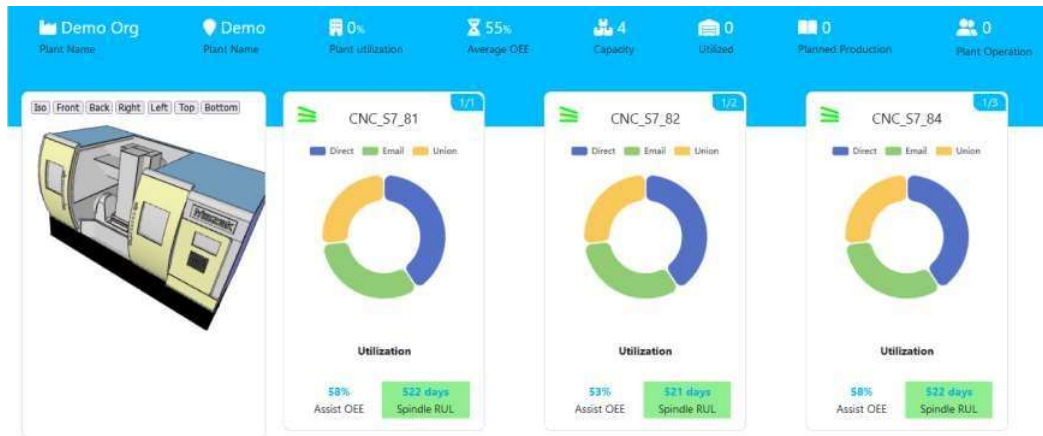 Demo Org
Plant Name
Demo
Plant Name
0%
Plant utilization
55%
Average OEE
4
Capacity
0
Utilized
0
Planned Production
0
Plant Operation
Iso Front Back Right Left Top Bottom
1/1
CNC_S7_81
Direct Email Union
Utilization
58%
Assist OEE
522 days
Spindle RUL
1/2
CNC_S7_82
Direct Email Union
Utilization
53%
Assist OEE
521 days
Spindle RUL
1/3
CNC_S7_84
Direct Email Union
Utilization
58%
Assist OEE
522 days
Spindle RUL